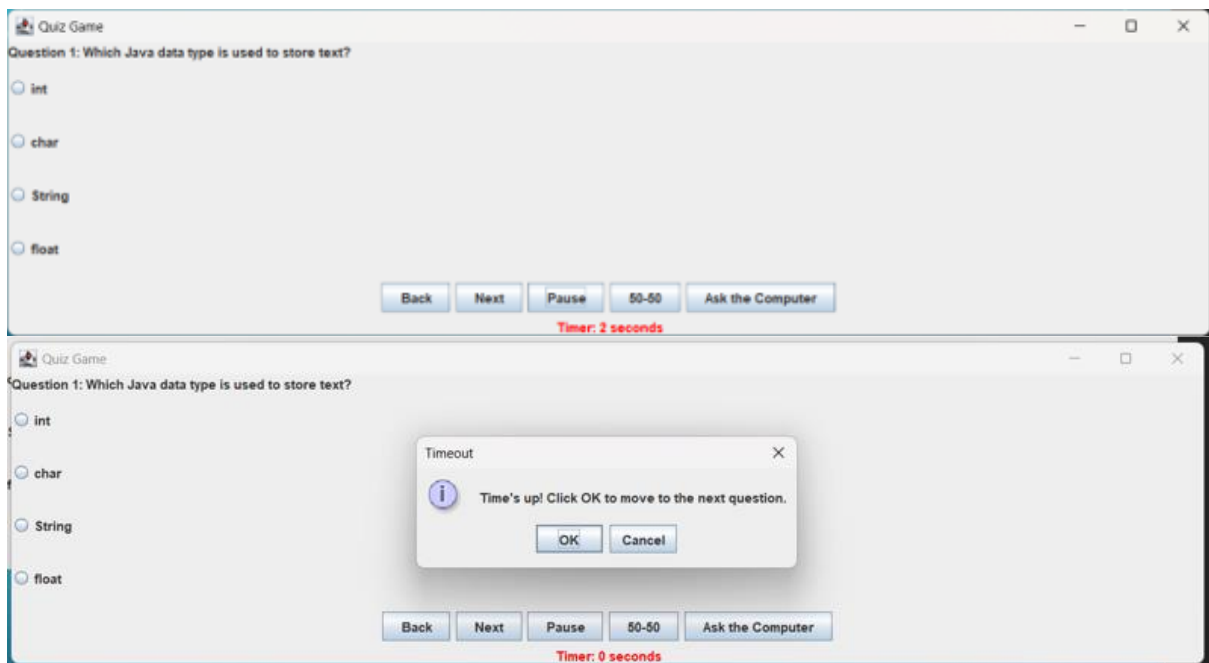 Quiz Game
Question 1: Which Java data type is used to store text?
int
char
String
float
Back Next Pause 50-50 Ask the Computer
Timer: 2 seconds
Quiz Game
Question 1: Which Java data type is used to store text?
int
char
String
float
Timeout
Time's up! Click OK to move to the next question.
OK Cancel
Back Next Pause 50-50 Ask the Computer
Timer: 0 seconds